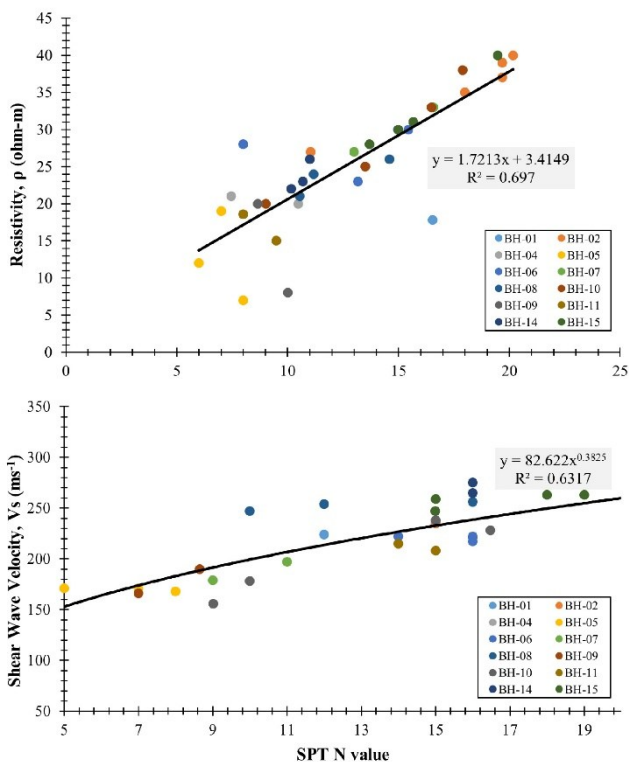 45
40
35
30
25
20
15
10
5
0
Resistivity, ρ (ohm-m)
y = 1.7213x + 3.4149
R² = 0.697
BH-01 BH-02
BH-04 BH-05
BH-06 BH-07
BH-08 BH-10
BH-09 BH-11
BH-14 BH-15
0 5 10 15 20 25
350
300
250
200
150
100
50
Shear Wave Velocity, Vs (ms⁻¹)
y = 82.622x^0.3825
R² = 0.6317
BH-01 BH-02
BH-04 BH-05
BH-06 BH-07
BH-08 BH-09
BH-10 BH-11
BH-14 BH-15
5 7 9 11 13 15 17 19
SPT N value